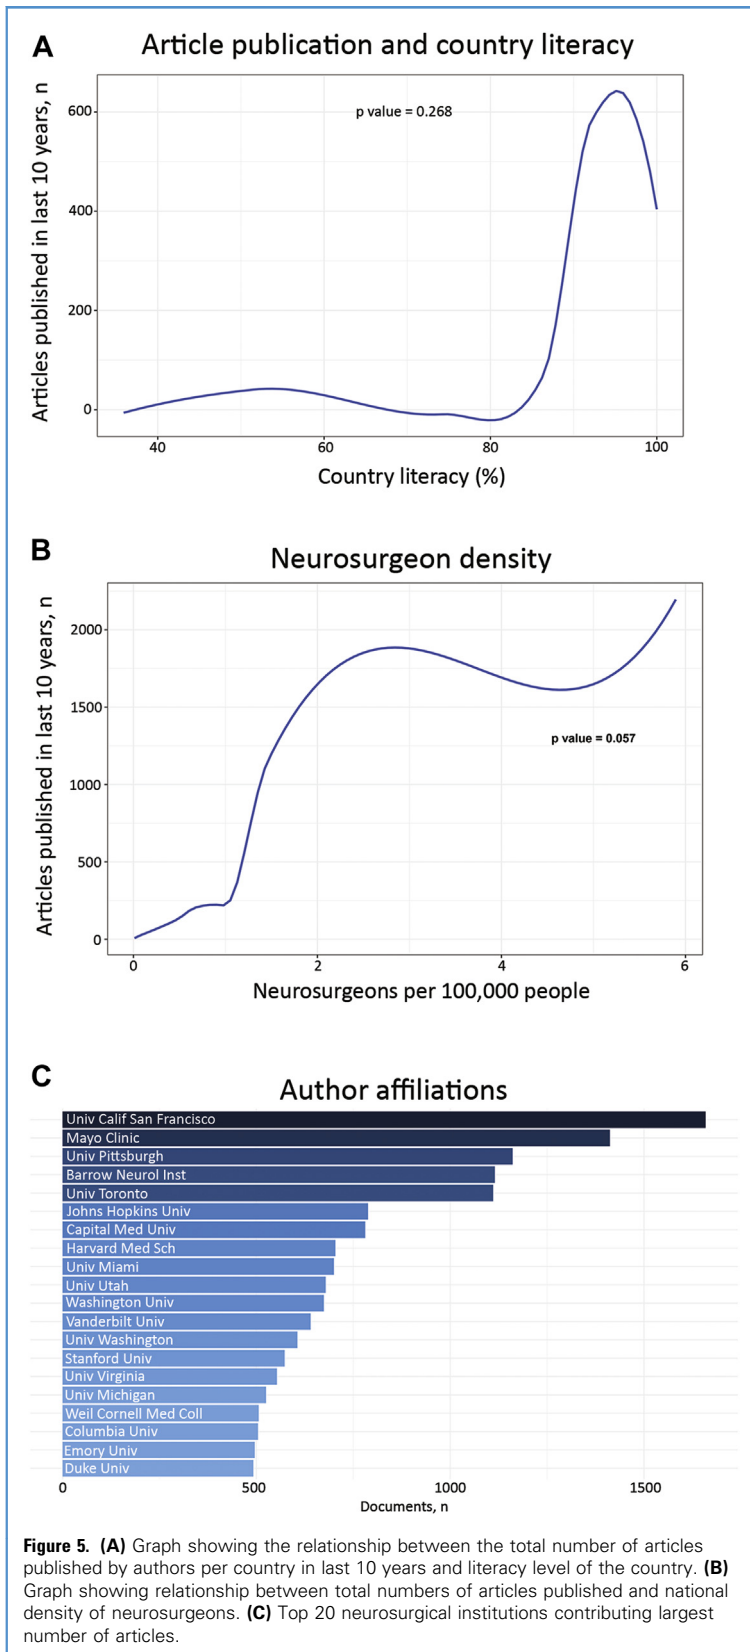 A
Article publication and country literacy
Articles published in last 10 years, n
600
400
200
0
p value = 0.268
40
60
80
100
Country literacy (%)
B
Neurosurgeon density
Articles published in last 10 years, n
2000
1500
1000
500
0
p value = 0.057
0
2
4
6
Neurosurgeons per 100,000 people
C
Author affiliations
Univ Calif San Francisco
Mayo Clinic
Univ Pittsburgh
Barrow Neurol Inst
Univ Toronto
Johns Hopkins Univ
Capital Med Univ
Harvard Med Sch
Univ Miami
Univ Utah
Washington Univ
Vanderbilt Univ
Univ Washington
Stanford Univ
Univ Virginia
Univ Michigan
Weil Cornell Med Coll
Columbia Univ
Emory Univ
Duke Univ
0
500
1000
1500
Documents, n
Figure 5. (A) Graph showing the relationship between the total number of articles
published by authors per country in last 10 years and literacy level of the country. (B)
Graph showing relationship between total numbers of articles published and national
density of neurosurgeons. (C) Top 20 neurosurgical institutions contributing largest
number of articles.